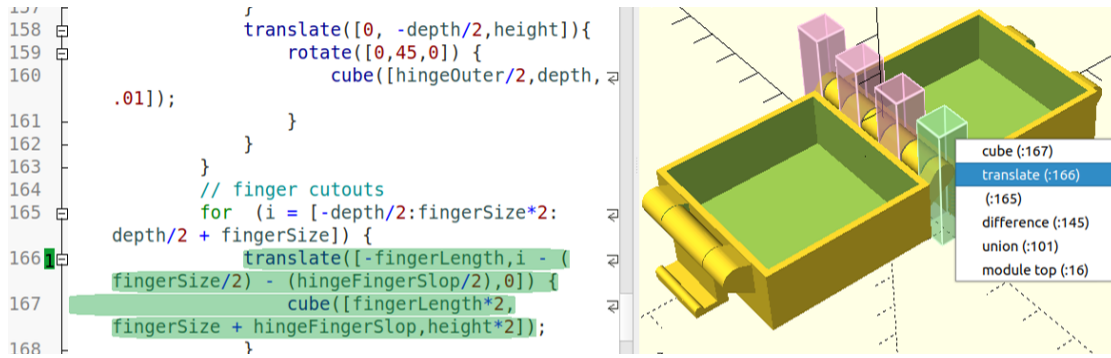 157 }
158 translate([0, -depth/2,height]){
159 rotate([0,45,0]) {
160 cube([hingeOuter/2,depth,
.01]);
161 }
162 }
163 }
164 // finger cutouts
165 for (i = [-depth/2:fingerSize*2:
depth/2 + fingerSize]) {
166 1 translate([-fingerLength,i - (
fingerSize/2) - (hingeFingerSlop/2),0]) {
167 cube([fingerLength*2,
fingerSize + hingeFingerSlop,height*2]);
168 }
cube (:167)
translate (:166)
(:165)
difference (:145)
union (:101)
module top (:16)